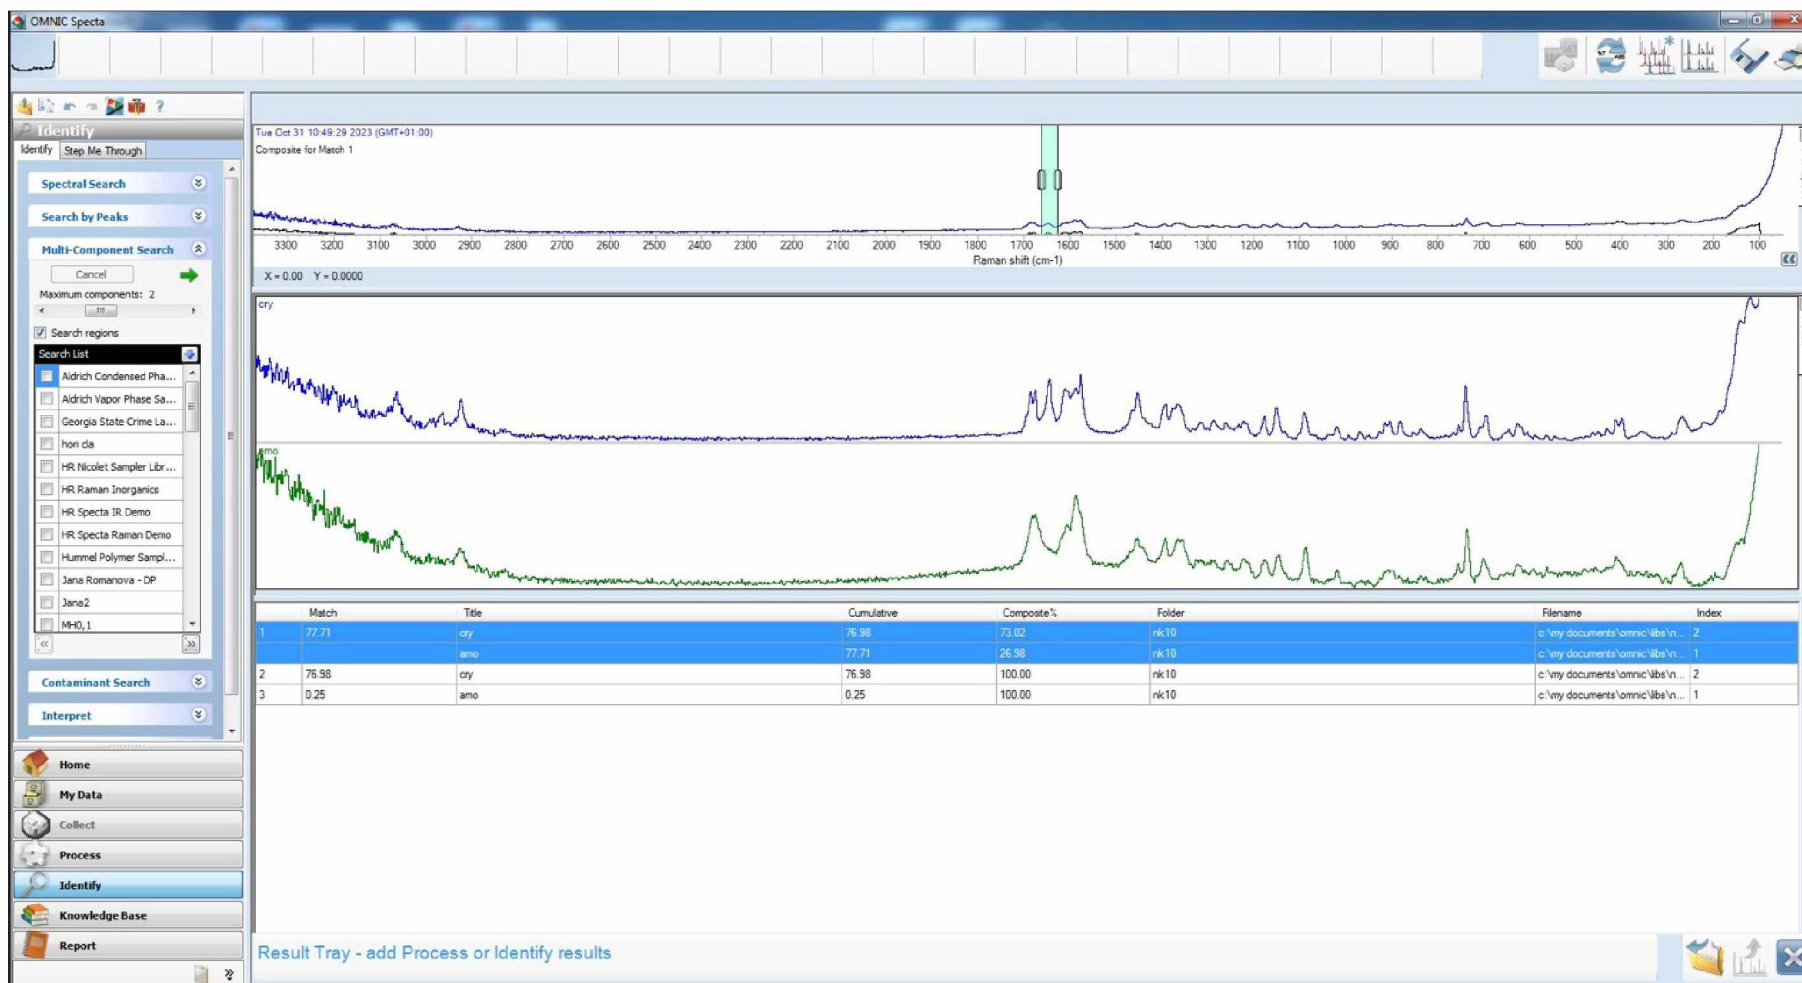 OMNIC Specta
Identify
Identify Step Me Through
Spectral Search
Search by Peaks
Multi-Component Search
Cancel
Maximum components: 2
Search regions
Search List
Aldrich Condensed Pha...
Aldrich Vapor Phase Sa...
Georgia State Crime La...
hori cla
HR Nicolet Sampler Libr...
HR Raman Inorganics
HR Specta IR Demo
HR Specta Raman Demo
Hummel Polymer Sampl...
Jana Romanova - DP
Jana2
MH0,1
Contaminant Search
Interpret
Home
My Data
Collect
Process
Identify
Knowledge Base
Report
Tue Oct 31 10:49:29 2023 (GMT+01:00)
Composite for Match 1
3300 3200 3100 3000 2900 2800 2700 2600 2500 2400 2300 2200 2100 2000 1900 1800 1700 1600 1500 1400 1300 1200 1100 1000 900 800 700 600 500 400 300 200 100
Raman shift (cm-1)
X = 0.00 Y = 0.0000
cry
amo
Match Title Cumulative Composite% Folder Filename Index
1 77.71 cry 76.98 73.02 nk10 c:\my documents\omnic\libs\n... 2
amo 77.71 26.98 nk10 c:\my documents\omnic\libs\n... 1
2 76.98 cry 76.98 100.00 nk10 c:\my documents\omnic\libs\n... 2
3 0.25 amo 0.25 100.00 nk10 c:\my documents\omnic\libs\n... 1
Result Tray - add Process or Identify results